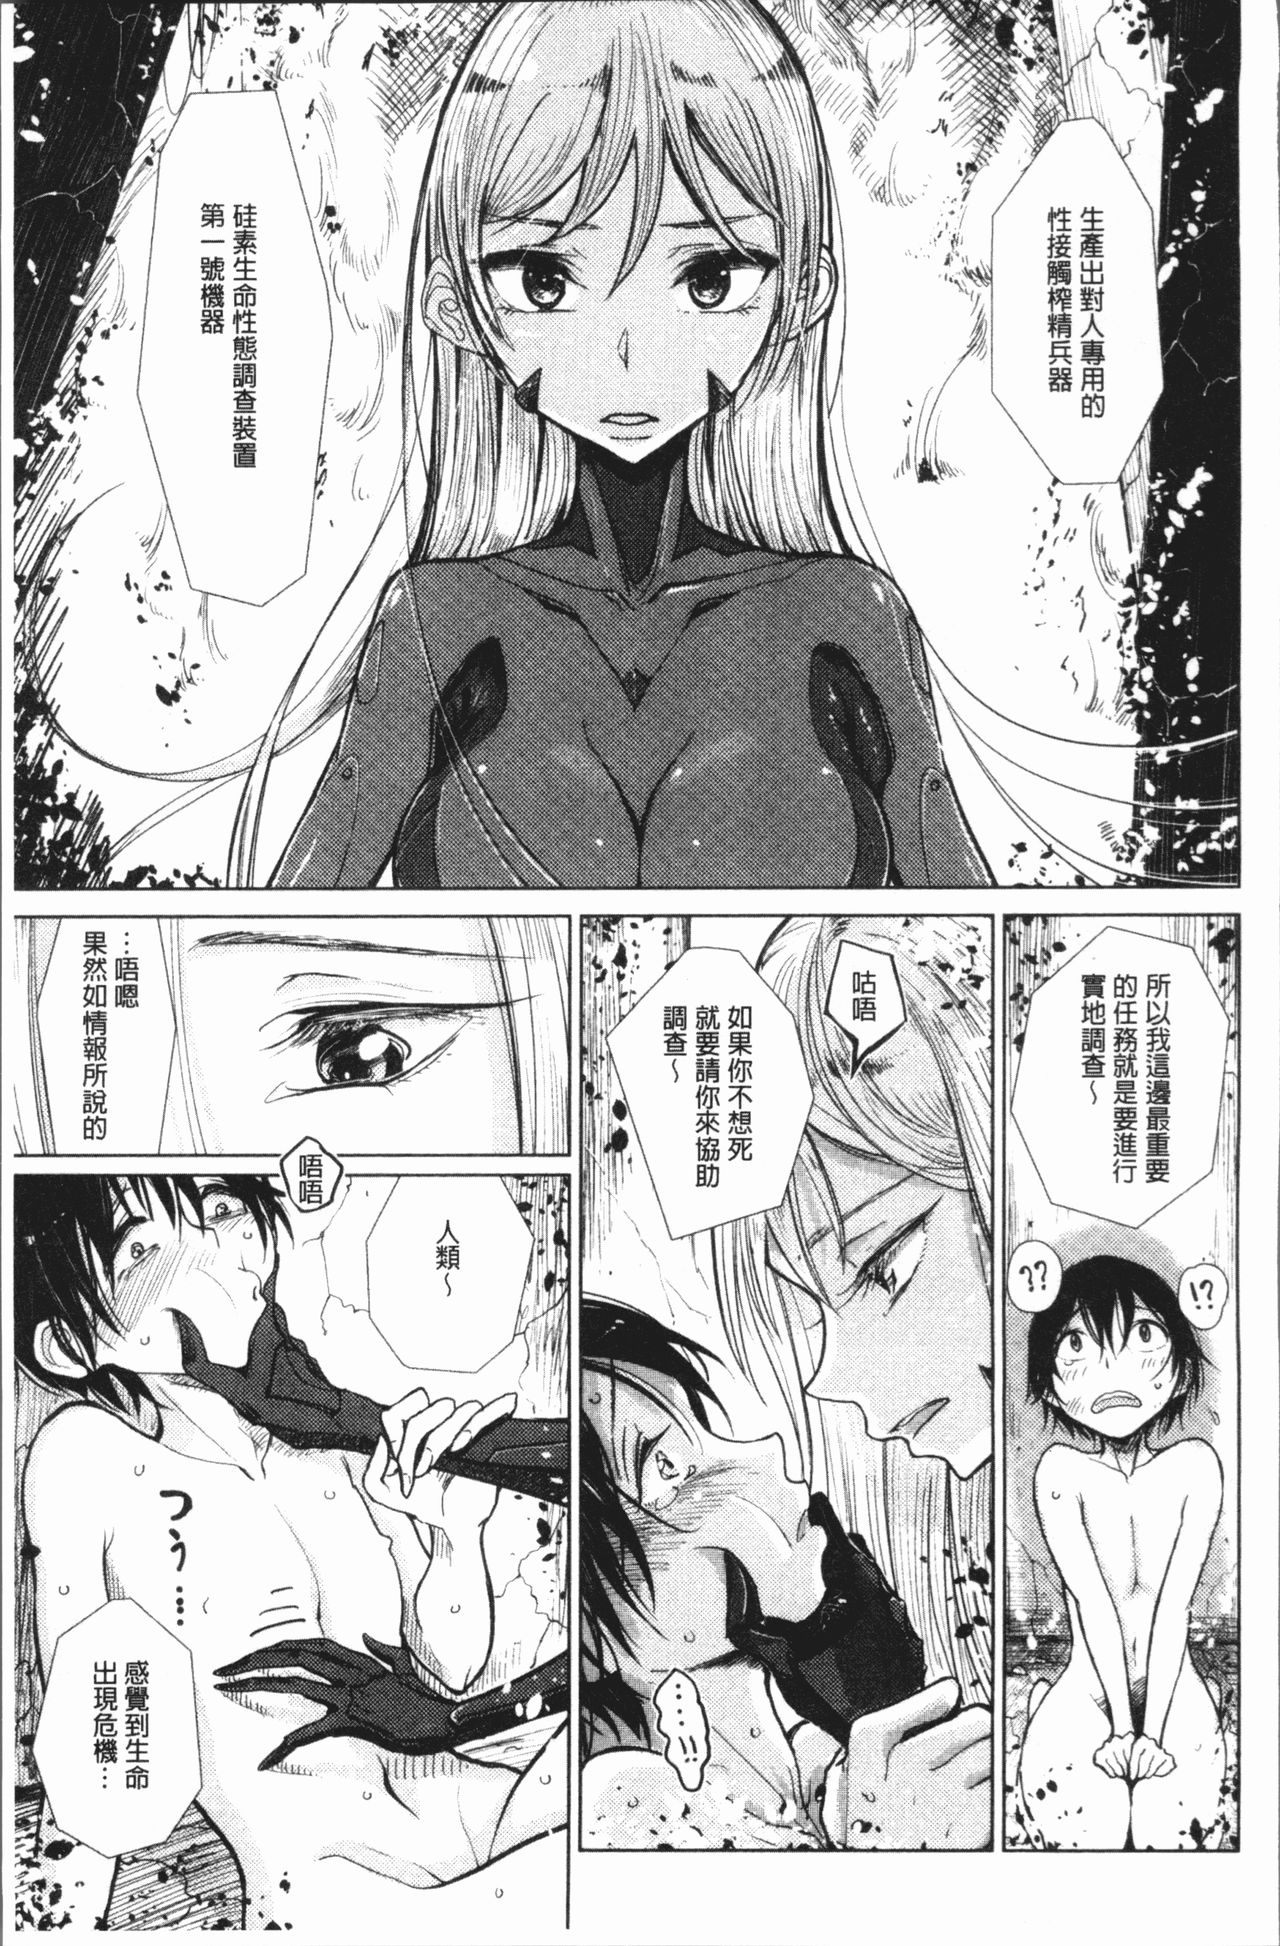 生產出對人專用的
性接觸榨精兵器
硅素生命性態調查裝置
第一號機器
所以我這邊最重要
的任務就是要進行
實地調查～
??
!?
咕唔
如果你不想死
就要請你來協助
調查～
……!!
…唔嗯
果然如情報所說的
唔唔
人類～
つぅ……
感覺到生命
出現危機…